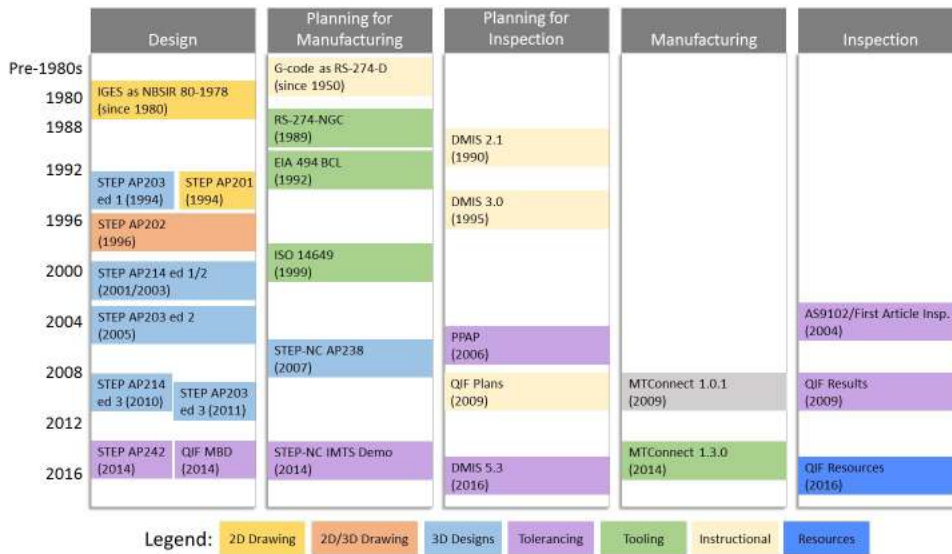 Design
Planning for
Manufacturing
Planning for
Inspection
Manufacturing
Inspection
Pre-1980s
1980
1988
1992
1996
2000
2004
2008
2012
2016
IGES as NBSIR 80-1978
(since 1980)
STEP AP203
ed 1 (1994)
STEP AP201
(1994)
STEP AP202
(1996)
STEP AP214 ed 1/2
(2001/2003)
STEP AP203 ed 2
(2005)
STEP AP214
ed 3 (2010)
STEP AP203
ed 3 (2011)
STEP AP242
(2014)
QIF MBD
(2014)
G-code as RS-274-D
(since 1950)
RS-274-NGC
(1989)
EIA 494 BCL
(1992)
ISO 14649
(1999)
STEP-NC AP238
(2007)
STEP-NC IMTS Demo
(2014)
DMIS 2.1
(1990)
DMIS 3.0
(1995)
PPAP
(2006)
QIF Plans
(2009)
DMIS 5.3
(2016)
MTConnect 1.0.1
(2009)
MTConnect 1.3.0
(2014)
AS9102/First Article Insp.
(2004)
QIF Results
(2009)
QIF Resources
(2016)
Legend:
2D Drawing
2D/3D Drawing
3D Designs
Tolerancing
Tooling
Instructional
Resources